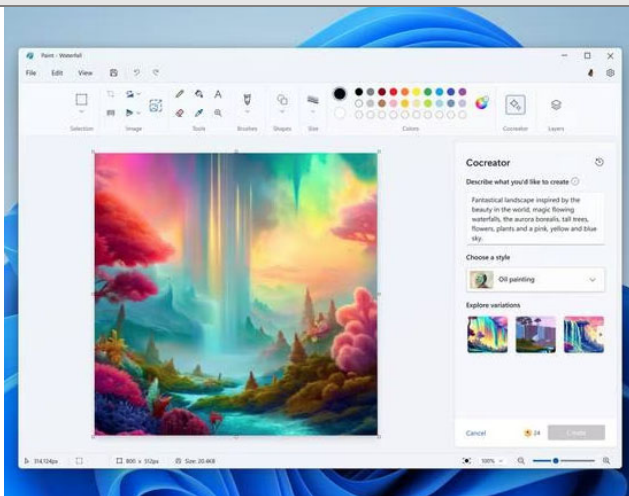 Paint - Waterfall
File Edit View
Selection Image Tools Brushes Shapes Size Colors Cocreator Layers
Cocreator
Describe what you'd like to create
Fantastical landscape inspired by the
beauty in the world, magic flowing
waterfalls, the aurora borealis, tall trees,
flowers, plants and a pink, yellow and blue
sky.
Choose a style
Oil painting
Explore variations
Cancel 24 Create
314,124px 800 x 512px Size: 20.4KB 100%